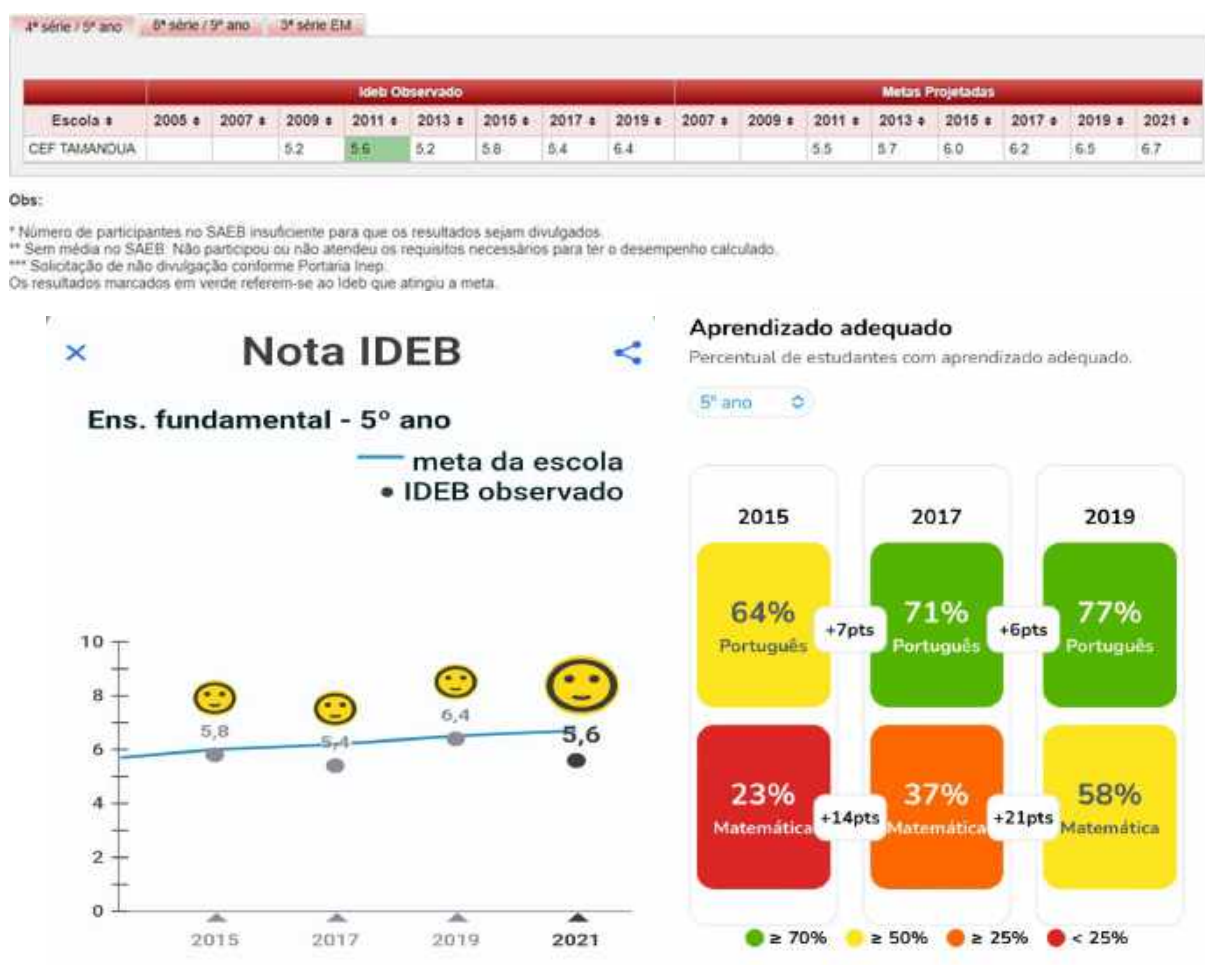 4ª série / 5º ano 8ª série / 9º ano 3ª série EM
Ideb Observado Metas Projetadas
Escola 2005 2007 2009 2011 2013 2015 2017 2019 2007 2009 2011 2013 2015 2017 2019 2021
CEF TAMANDUA 5.2 5.6 5.2 5.8 5.4 6.4 5.5 5.7 6.0 6.2 6.5 6.7
Obs:
* Número de participantes no SAEB insuficiente para que os resultados sejam divulgados.
** Sem média no SAEB. Não participou ou não atendeu os requisitos necessários para ter o desempenho calculado.
*** Solicitação de não divulgação conforme Portaria Inep.
Os resultados marcados em verde referem-se ao Ideb que atingiu a meta.
Nota IDEB
Ens. fundamental - 5º ano
meta da escola
IDEB observado
10
8
6
4
2
0
5,8
5,4
6,4
5,6
2015 2017 2019 2021
Aprendizado adequado
Percentual de estudantes com aprendizado adequado.
5º ano
2015 2017 2019
64% 71% 77%
+7pts +6pts
Português Português Português
23% 37% 58%
+14pts +21pts
Matemática Matemática Matemática
≥ 70% ≥ 50% ≥ 25% < 25%